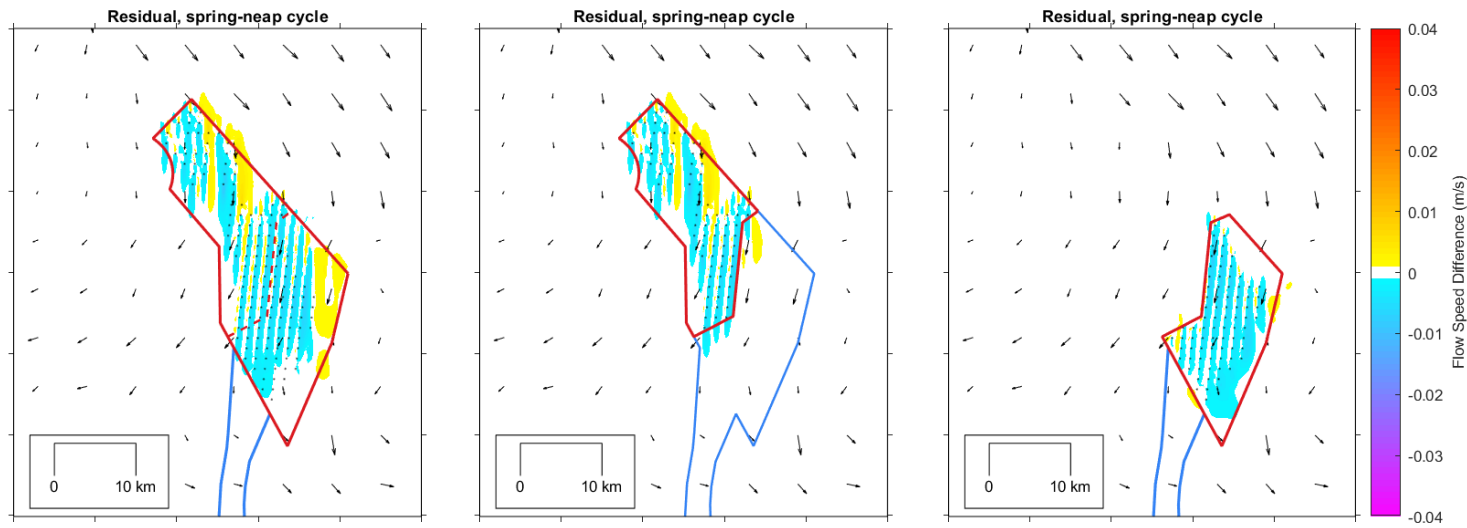 Residual, spring-neap cycle
Residual, spring-neap cycle
Residual, spring-neap cycle
0.04
0.03
0.02
0.01
0
-0.01
-0.02
-0.03
-0.04
Flow Speed Difference (m/s)
0 10 km
0 10 km
0 10 km